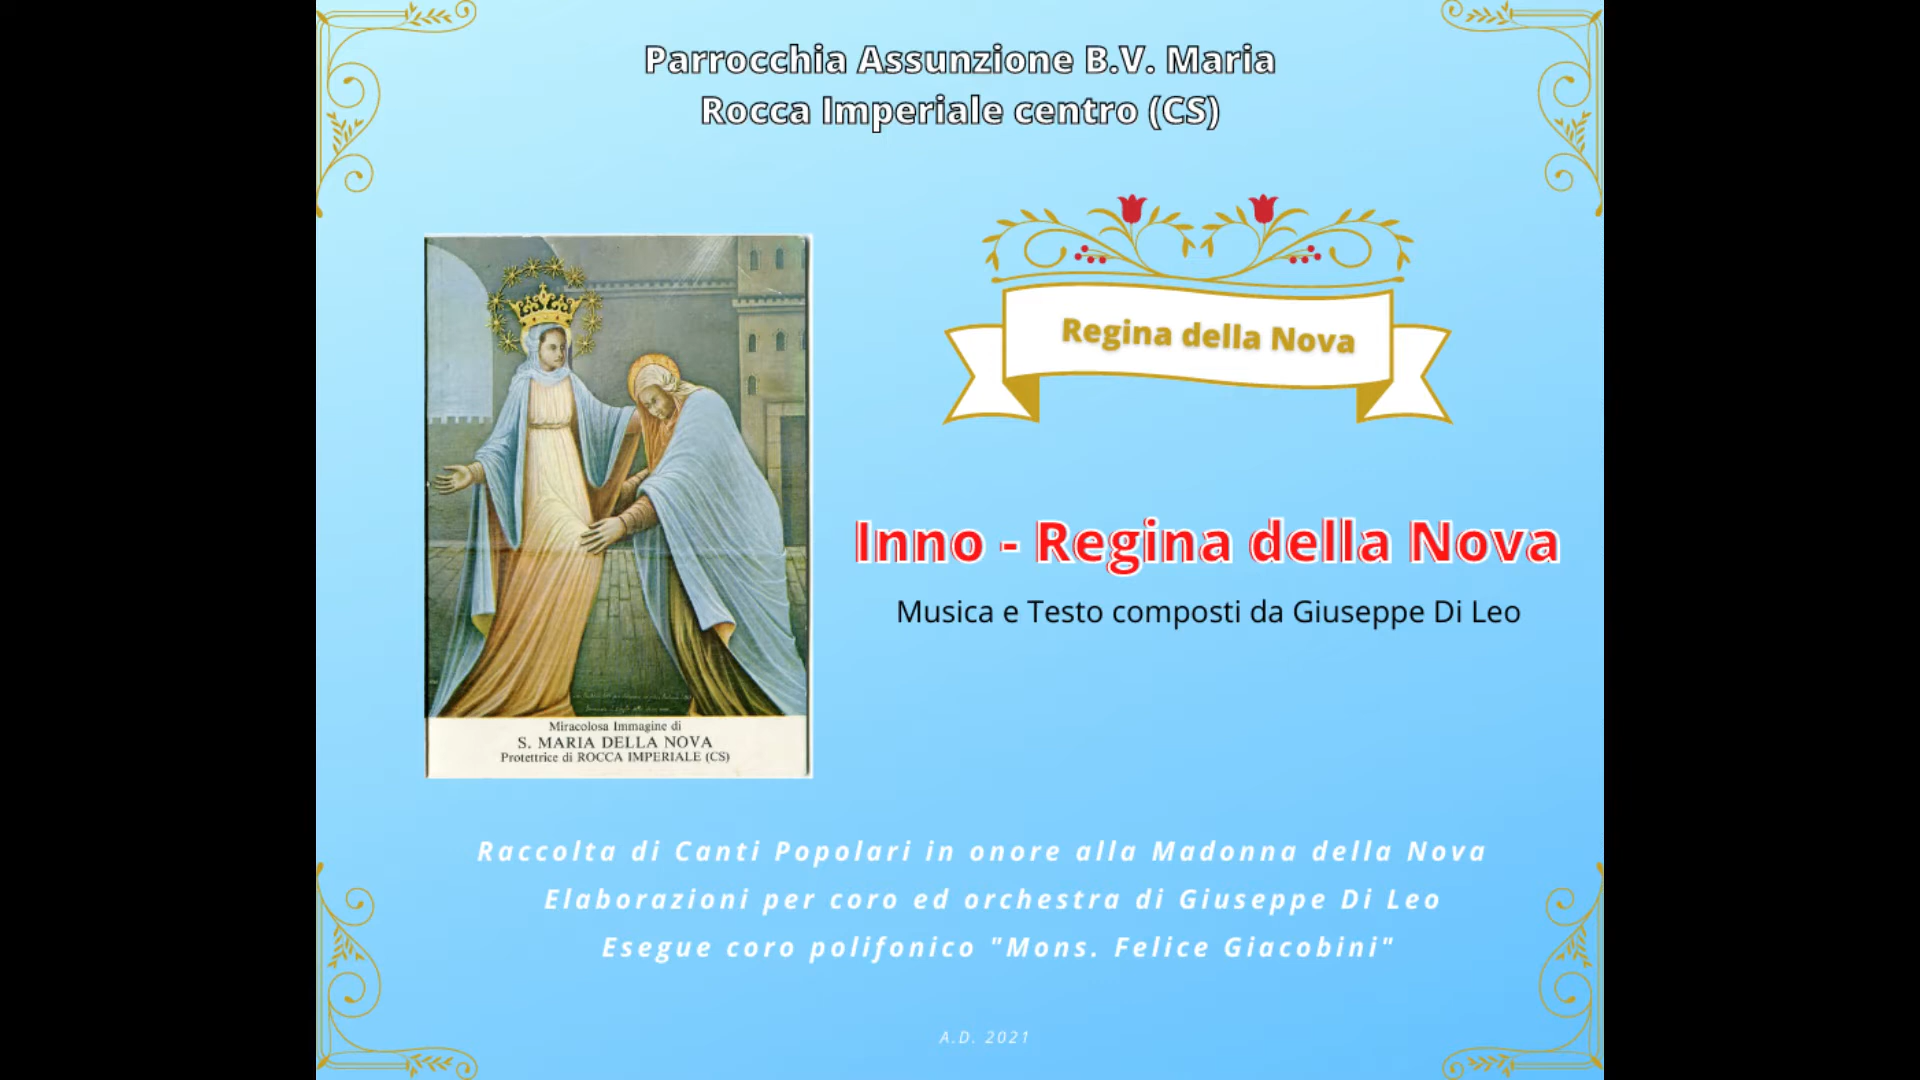 Parrocchia Assunzione B.V. Maria
Rocca Imperiale centro (CS)
Regina della Nova
Inno - Regina della Nova
Musica e Testo composti da Giuseppe Di Leo
Miracolosa Immagine di
S. MARIA DELLA NOVA
Protettrice di ROCCA IMPERIALE (CS)
Raccolta di Canti Popolari in onore alla Madonna della Nova
Elaborazioni per coro ed orchestra di Giuseppe Di Leo
Esegue coro polifonico "Mons. Felice Giacobini"
A.D. 2021